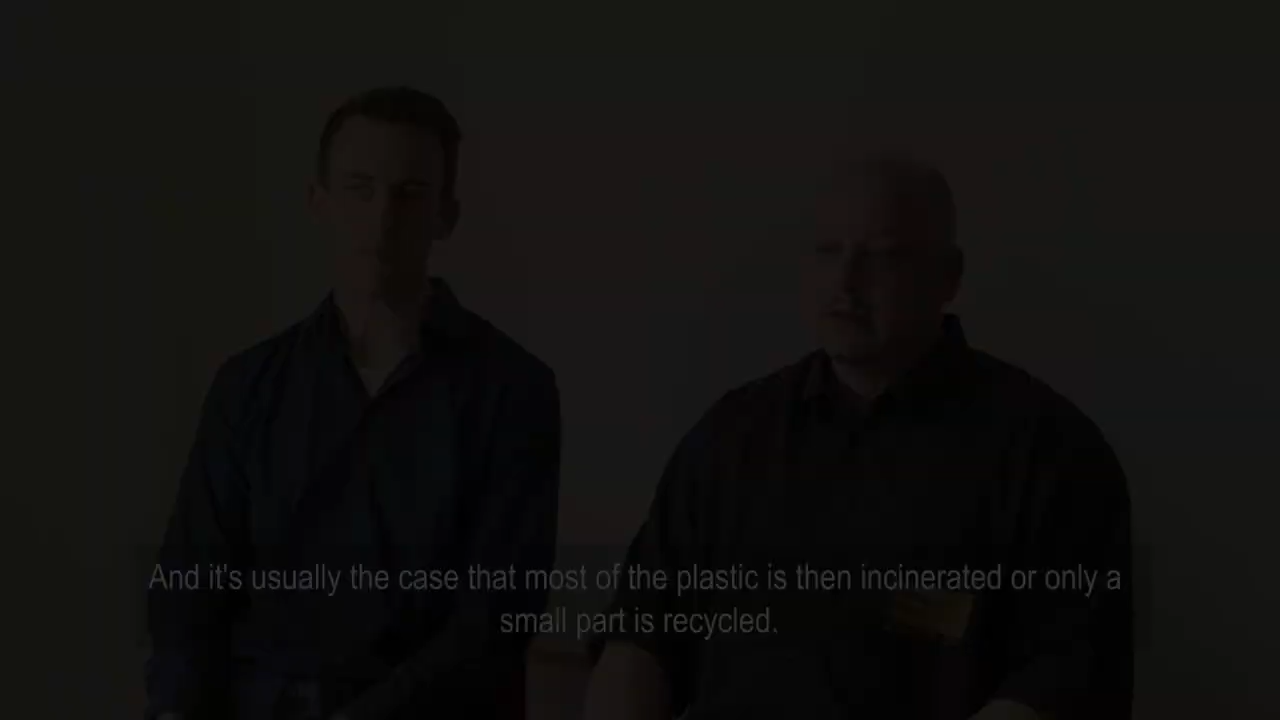 And it's usually the case that most of the plastic is then incinerated or only a
small part is recycled.